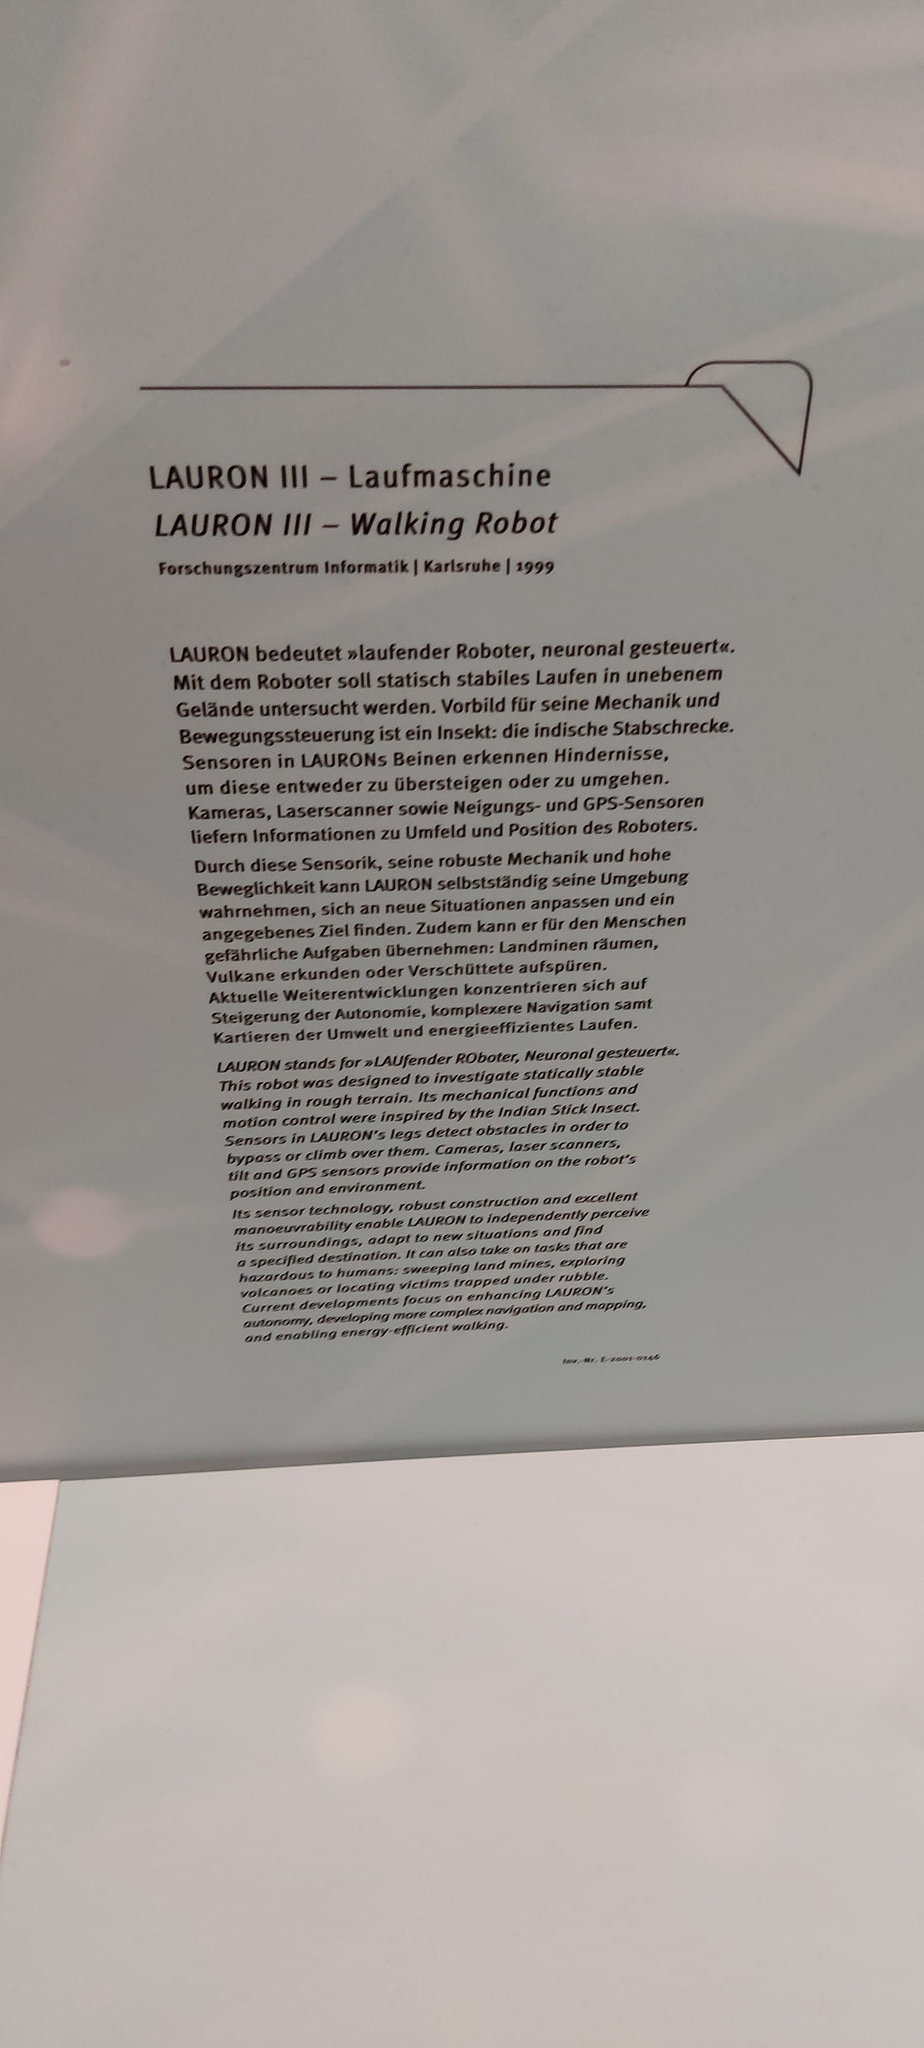 LAURON III – Laufmaschine
LAURON III – Walking Robot
Forschungszentrum Informatik | Karlsruhe | 1999
LAURON bedeutet »laufender Roboter, neuronal gesteuert«.
Mit dem Roboter soll statisch stabiles Laufen in unebenem
Gelände untersucht werden. Vorbild für seine Mechanik und
Bewegungssteuerung ist ein Insekt: die indische Stabschrecke.
Sensoren in LAURONs Beinen erkennen Hindernisse,
um diese entweder zu übersteigen oder zu umgehen.
Kameras, Laserscanner sowie Neigungs- und GPS-Sensoren
liefern Informationen zu Umfeld und Position des Roboters.
Durch diese Sensorik, seine robuste Mechanik und hohe
Beweglichkeit kann LAURON selbstständig seine Umgebung
wahrnehmen, sich an neue Situationen anpassen und ein
angegebenes Ziel finden. Zudem kann er für den Menschen
gefährliche Aufgaben übernehmen: Landminen räumen,
Vulkane erkunden oder Verschüttete aufspüren.
Aktuelle Weiterentwicklungen konzentrieren sich auf
Steigerung der Autonomie, komplexere Navigation samt
Kartieren der Umwelt und energieeffizientes Laufen.
LAURON stands for »LAUfender ROboter, Neuronal gesteuert«.
This robot was designed to investigate statically stable
walking in rough terrain. Its mechanical functions and
motion control were inspired by the Indian Stick Insect.
Sensors in LAURON's legs detect obstacles in order to
bypass or climb over them. Cameras, laser scanners,
tilt and GPS sensors provide information on the robot's
position and environment.
Its sensor technology, robust construction and excellent
manoeuvrability enable LAURON to independently perceive
its surroundings, adapt to new situations and find
a specified destination. It can also take on tasks that are
hazardous to humans: sweeping land mines, exploring
volcanoes or locating victims trapped under rubble.
Current developments focus on enhancing LAURON's
autonomy, developing more complex navigation and mapping,
and enabling energy-efficient walking.
Inv.-Nr. E-2001-0146